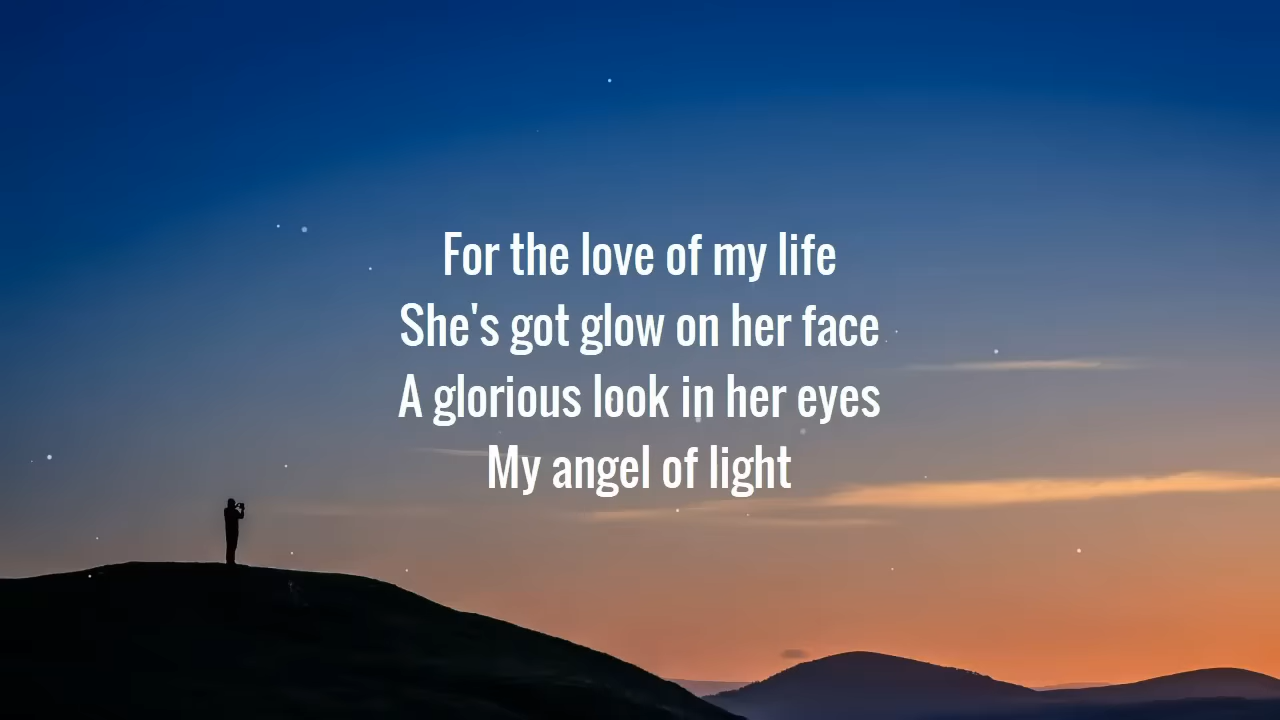 For the love of my life
She's got glow on her face
A glorious look in her eyes
My angel of light